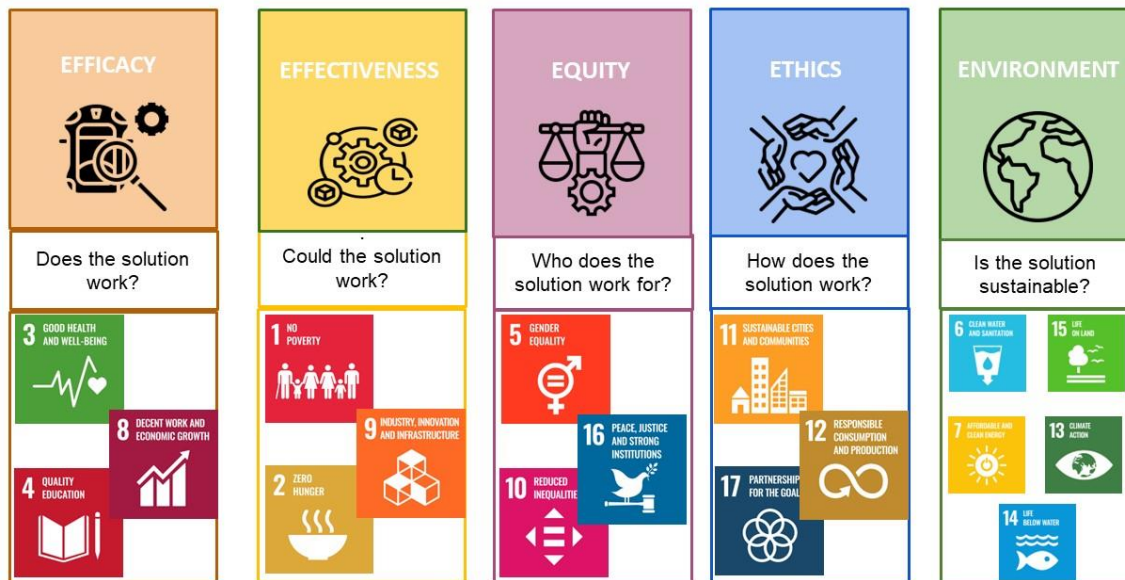 EFFICACY
Does the solution
work?
3 GOOD HEALTH
AND WELL-BEING
8 DECENT WORK AND
ECONOMIC GROWTH
4 QUALITY
EDUCATION
EFFECTIVENESS
Could the solution
work?
1 NO
POVERTY
9 INDUSTRY, INNOVATION
AND INFRASTRUCTURE
2 ZERO
HUNGER
EQUITY
Who does the
solution work for?
5 GENDER
EQUALITY
16 PEACE, JUSTICE
AND STRONG
INSTITUTIONS
10 REDUCED
INEQUALITIE
ETHICS
How does the
solution work?
11 SUSTAINABLE CITIES
AND COMMUNITIES
12 RESPONSIBLE
CONSUMPTION
AND PRODUCTION
17 PARTNERSHIP
FOR THE GOAL
ENVIRONMENT
Is the solution
sustainable?
6 CLEAN WATER
AND SANITATION
15 LIFE
ON LAND
7 AFFORDABLE AND
CLEAN ENERGY
13 CLIMATE
ACTION
14 LIFE
BELOW WATER